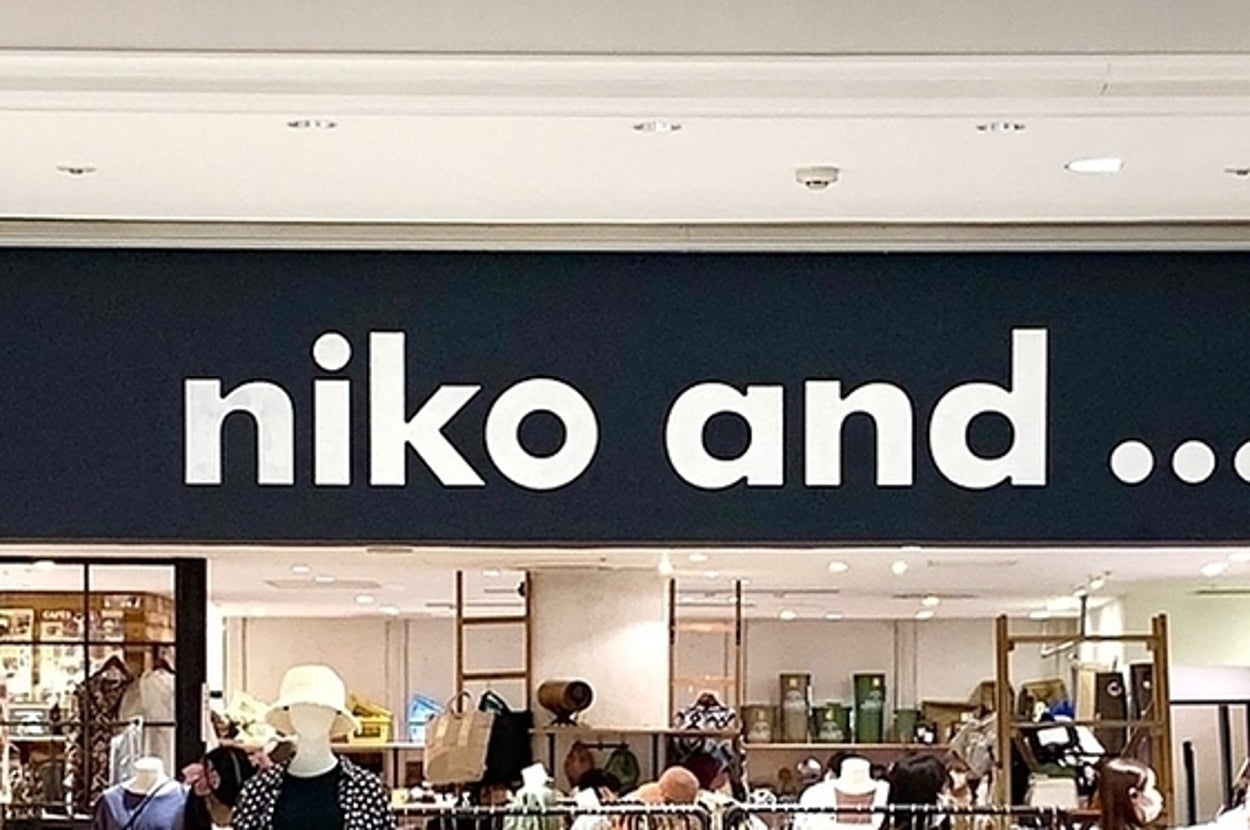 niko and ...